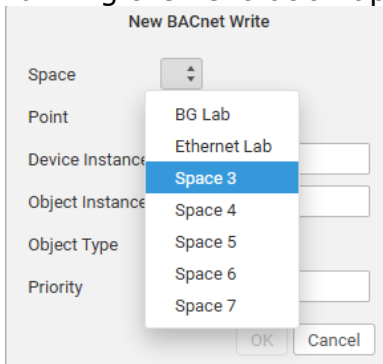 New BACnet Write
Space
Point
BG Lab
Ethernet Lab
Device Instance
Space 3
Object Instance
Space 4
Object Type
Space 5
Space 6
Priority
Space 7
OK
Cancel